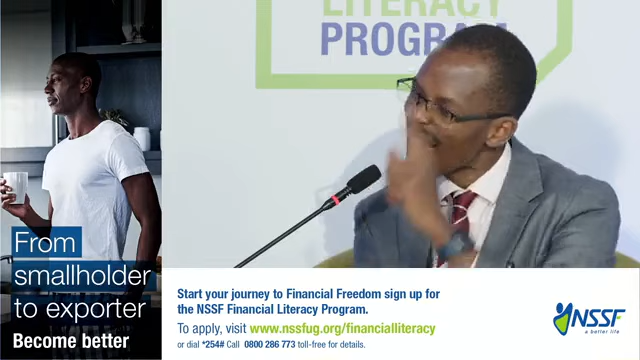 LITERACY
PROGRAM
From
smallholder
to exporter
Become better
Start your journey to Financial Freedom sign up for
the NSSF Financial Literacy Program.
To apply, visit www.nssfug.org/financialliteracy
or dial *254# Call 0800 286 773 toll-free for details.
NSSF
a better life